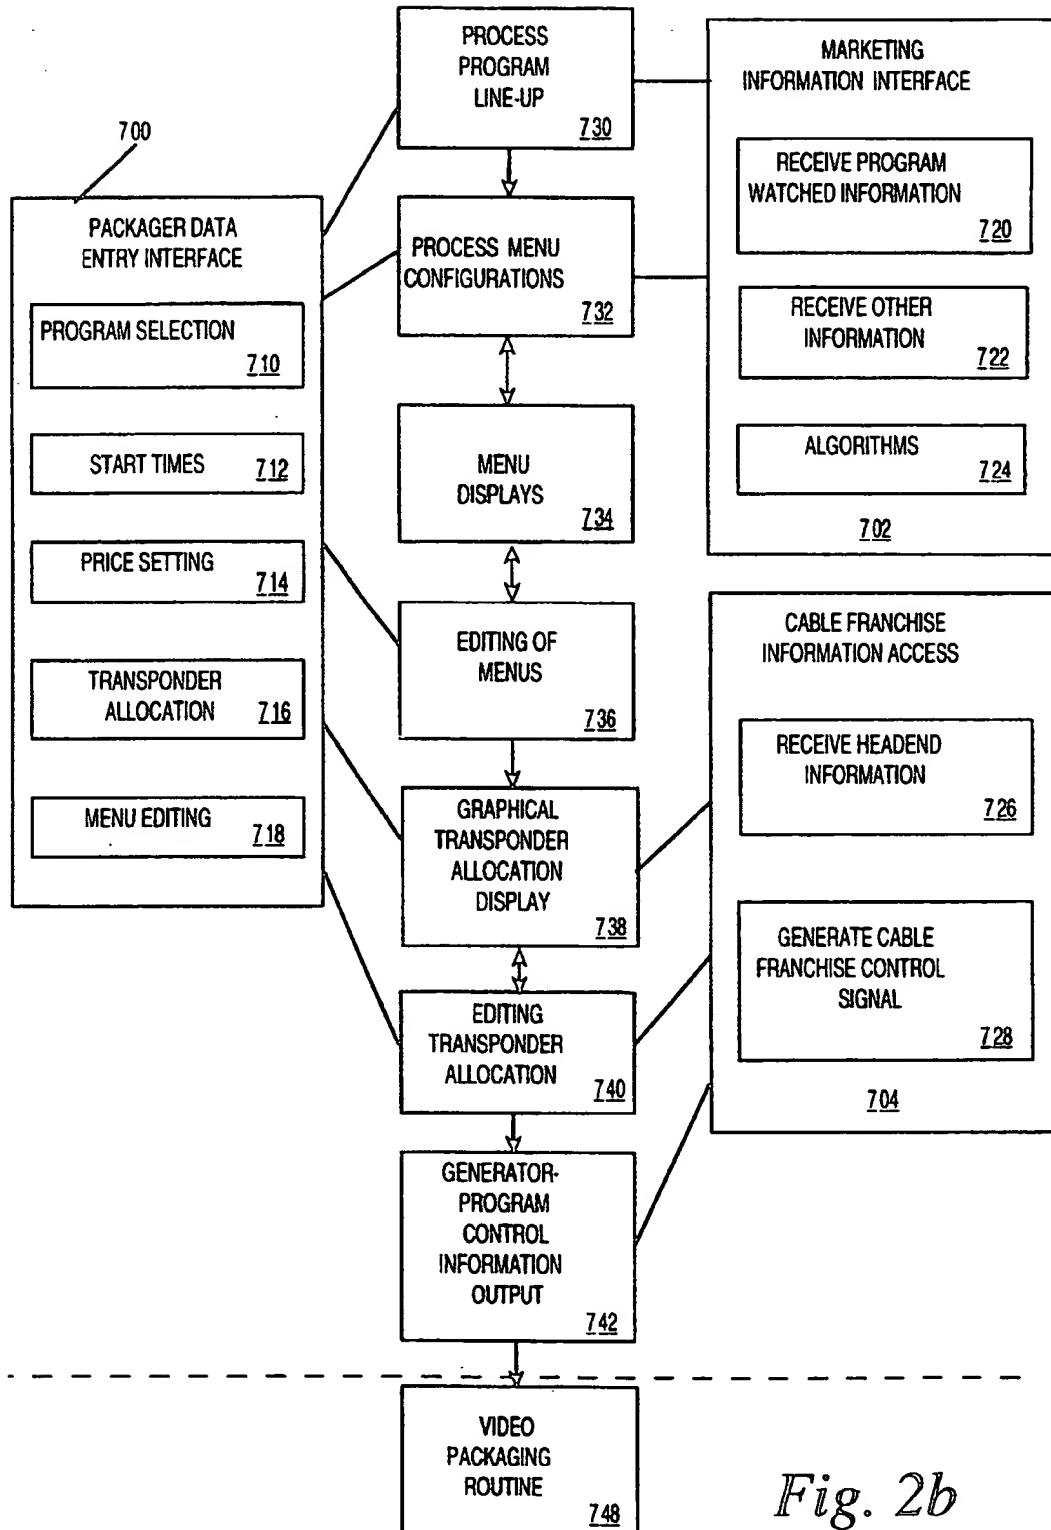 PROCESS
PROGRAM
LINE-UP
730
MARKETING
INFORMATION INTERFACE
RECEIVE PROGRAM
WATCHED INFORMATION
720
RECEIVE OTHER
INFORMATION
722
ALGORITHMS
724
702
700
PACKAGER DATA
ENTRY INTERFACE
PROGRAM SELECTION
710
START TIMES
712
PRICE SETTING
714
TRANSPONDER
ALLOCATION
716
MENU EDITING
718
PROCESS MENU
CONFIGURATIONS
732
MENU
DISPLAYS
734
EDITING OF
MENUS
736
GRAPHICAL
TRANSPONDER
ALLOCATION
DISPLAY
738
EDITING
TRANSPONDER
ALLOCATION
740
CABLE FRANCHISE
INFORMATION ACCESS
RECEIVE HEADEND
INFORMATION
726
GENERATE CABLE
FRANCHISE CONTROL
SIGNAL
728
704
GENERATOR-
PROGRAM
CONTROL
INFORMATION
OUTPUT
742
VIDEO
PACKAGING
ROUTINE
748
Fig. 2b